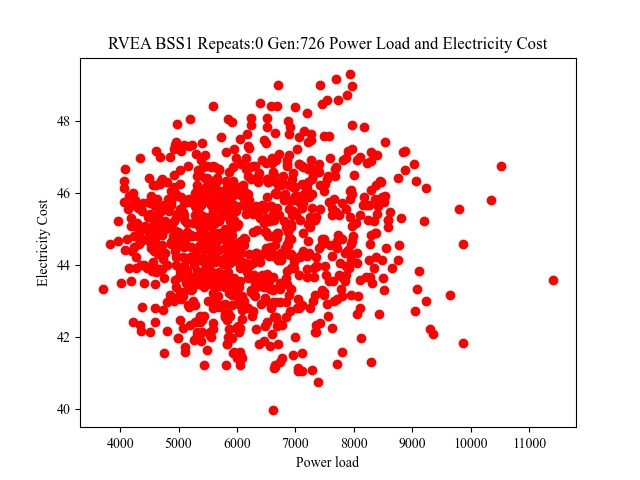 RVEA BSS1 Repeats:0 Gen:726 Power Load and Electricity Cost
48
46
44
42
40
Electricity Cost
4000 5000 6000 7000 8000 9000 10000 11000
Power load